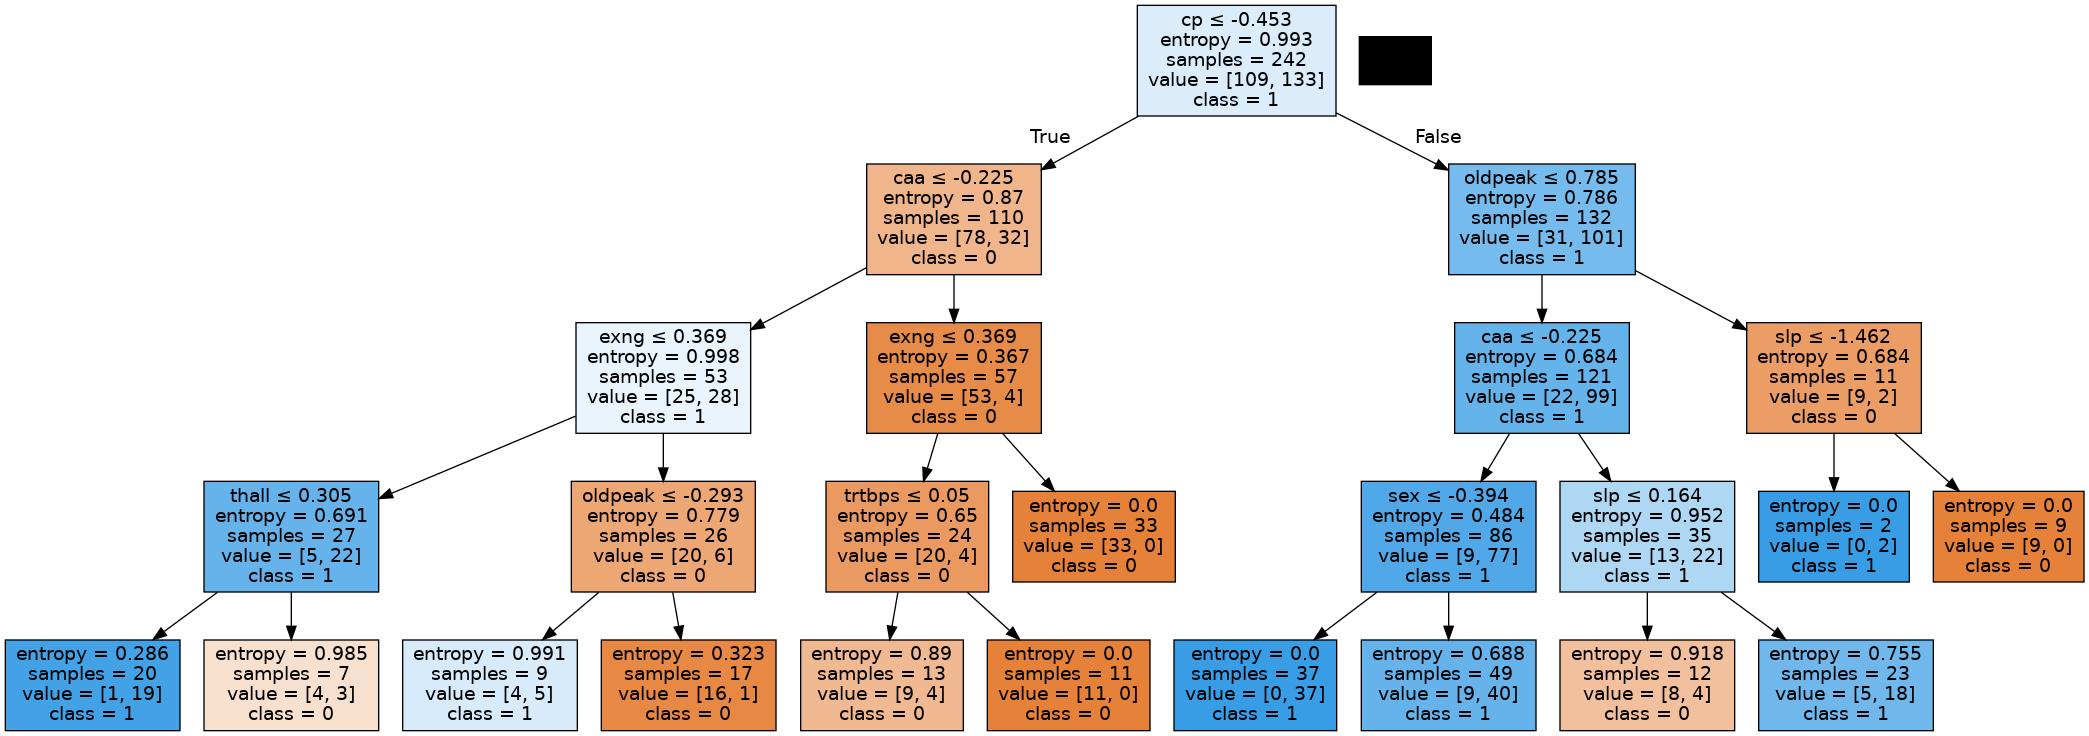 cp ≤ -0.453
entropy = 0.993
samples = 242
value = [109, 133]
class = 1
True
False
caa ≤ -0.225
entropy = 0.87
samples = 110
value = [78, 32]
class = 0
oldpeak ≤ 0.785
entropy = 0.786
samples = 132
value = [31, 101]
class = 1
exng ≤ 0.369
entropy = 0.998
samples = 53
value = [25, 28]
class = 1
exng ≤ 0.369
entropy = 0.367
samples = 57
value = [53, 4]
class = 0
caa ≤ -0.225
entropy = 0.684
samples = 121
value = [22, 99]
class = 1
slp ≤ -1.462
entropy = 0.684
samples = 11
value = [9, 2]
class = 0
thall ≤ 0.305
entropy = 0.691
samples = 27
value = [5, 22]
class = 1
oldpeak ≤ -0.293
entropy = 0.779
samples = 26
value = [20, 6]
class = 0
trtbps ≤ 0.05
entropy = 0.65
samples = 24
value = [20, 4]
class = 0
entropy = 0.0
samples = 33
value = [33, 0]
class = 0
sex ≤ -0.394
entropy = 0.484
samples = 86
value = [9, 77]
class = 1
slp ≤ 0.164
entropy = 0.952
samples = 35
value = [13, 22]
class = 1
entropy = 0.0
samples = 2
value = [0, 2]
class = 1
entropy = 0.0
samples = 9
value = [9, 0]
class = 0
entropy = 0.286
samples = 20
value = [1, 19]
class = 1
entropy = 0.985
samples = 7
value = [4, 3]
class = 0
entropy = 0.991
samples = 9
value = [4, 5]
class = 1
entropy = 0.323
samples = 17
value = [16, 1]
class = 0
entropy = 0.89
samples = 13
value = [9, 4]
class = 0
entropy = 0.0
samples = 11
value = [11, 0]
class = 0
entropy = 0.0
samples = 37
value = [0, 37]
class = 1
entropy = 0.688
samples = 49
value = [9, 40]
class = 1
entropy = 0.918
samples = 12
value = [8, 4]
class = 0
entropy = 0.755
samples = 23
value = [5, 18]
class = 1